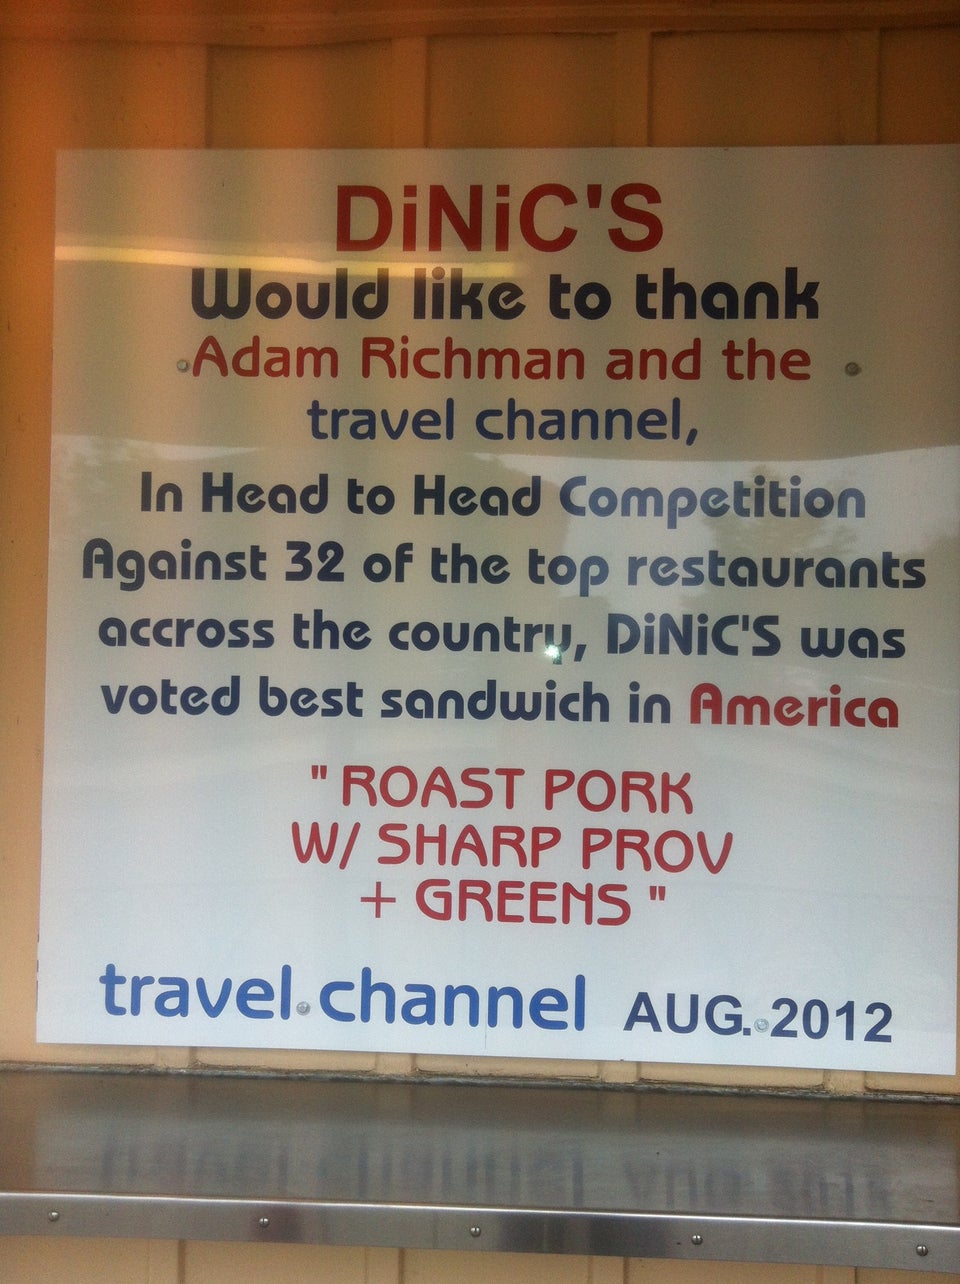 DiNiC'S
Would like to thank
Adam Richman and the
travel channel,
In Head to Head Competition
Against 32 of the top restaurants
accross the country, DiNiC'S was
voted best sandwich in America
" ROAST PORK
W/ SHARP PROV
+ GREENS "
travel channel AUG. 2012